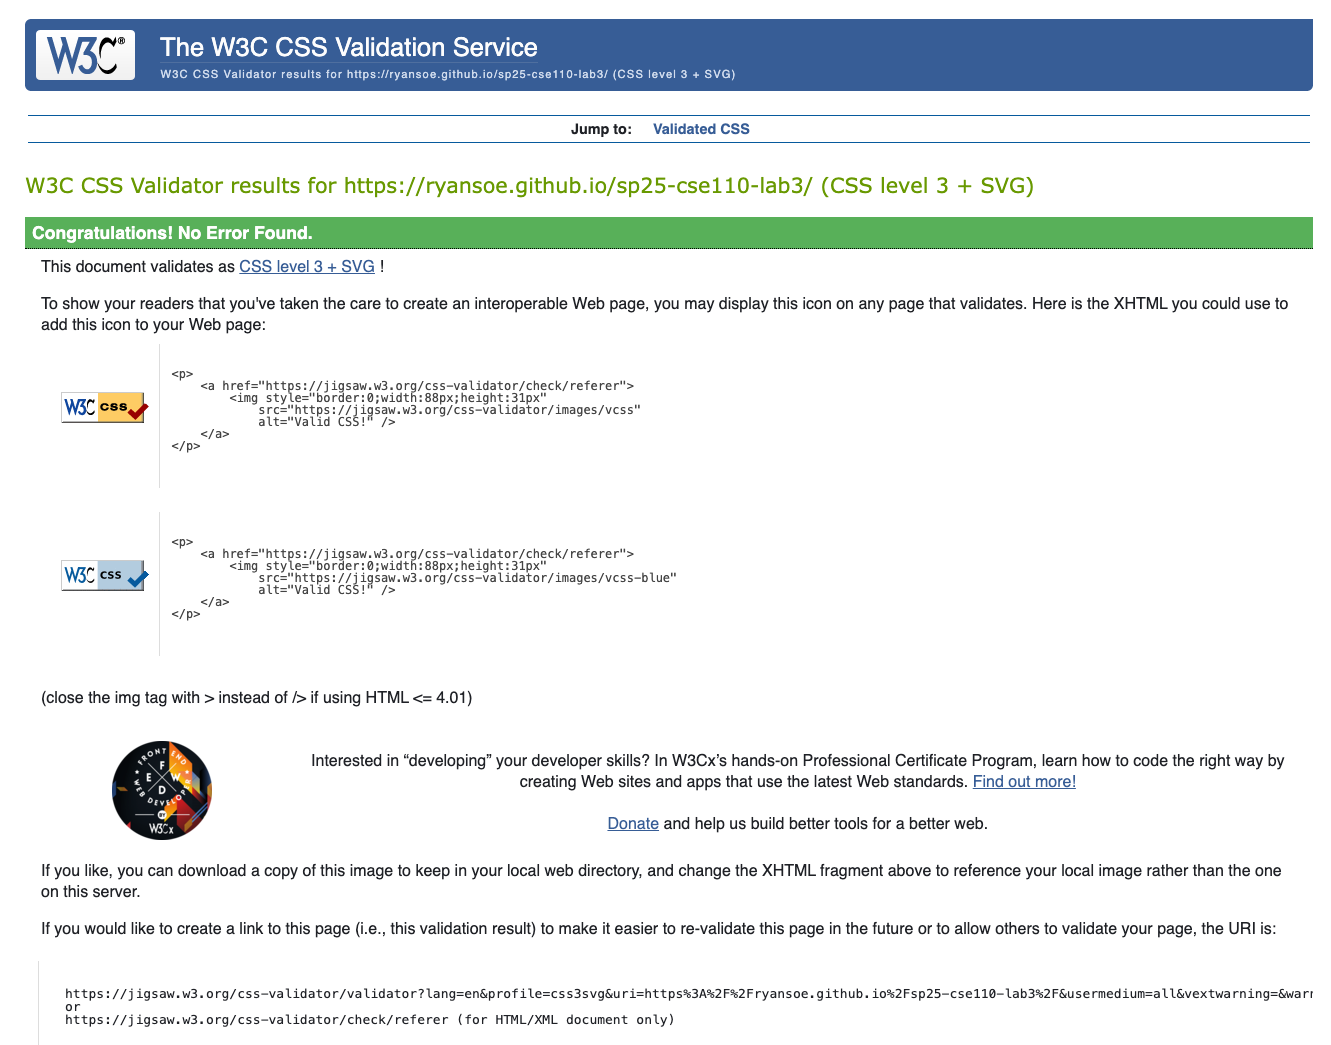 W3C®
The W3C CSS Validation Service
W3C CSS Validator results for https://ryansoe.github.io/sp25-cse110-lab3/ (CSS level 3 + SVG)
Jump to: Validated CSS
W3C CSS Validator results for https://ryansoe.github.io/sp25-cse110-lab3/ (CSS level 3 + SVG)
Congratulations! No Error Found.
This document validates as CSS level 3 + SVG !
To show your readers that you've taken the care to create an interoperable Web page, you may display this icon on any page that validates. Here is the XHTML you could use to
add this icon to your Web page:
W3C css
<p>
    <a href="https://jigsaw.w3.org/css-validator/check/referer">
        <img style="border:0;width:88px;height:31px"
            src="https://jigsaw.w3.org/css-validator/images/vcss"
            alt="Valid CSS!" />
    </a>
</p>
W3C css
<p>
    <a href="https://jigsaw.w3.org/css-validator/check/referer">
        <img style="border:0;width:88px;height:31px"
            src="https://jigsaw.w3.org/css-validator/images/vcss-blue"
            alt="Valid CSS!" />
    </a>
</p>
(close the img tag with > instead of /> if using HTML <= 4.01)
FRONT END
E F W D
WEB DEVELOPER
BY
W3Cx
Interested in “developing” your developer skills? In W3Cx’s hands-on Professional Certificate Program, learn how to code the right way by
creating Web sites and apps that use the latest Web standards. Find out more!
Donate and help us build better tools for a better web.
If you like, you can download a copy of this image to keep in your local web directory, and change the XHTML fragment above to reference your local image rather than the one
on this server.
If you would like to create a link to this page (i.e., this validation result) to make it easier to re-validate this page in the future or to allow others to validate your page, the URI is:
https://jigsaw.w3.org/css-validator/validator?lang=en&profile=css3svg&uri=https%3A%2F%2Fryansoe.github.io%2Fsp25-cse110-lab3%2F&usermedium=all&vextwarning=&warn
or
https://jigsaw.w3.org/css-validator/check/referer (for HTML/XML document only)